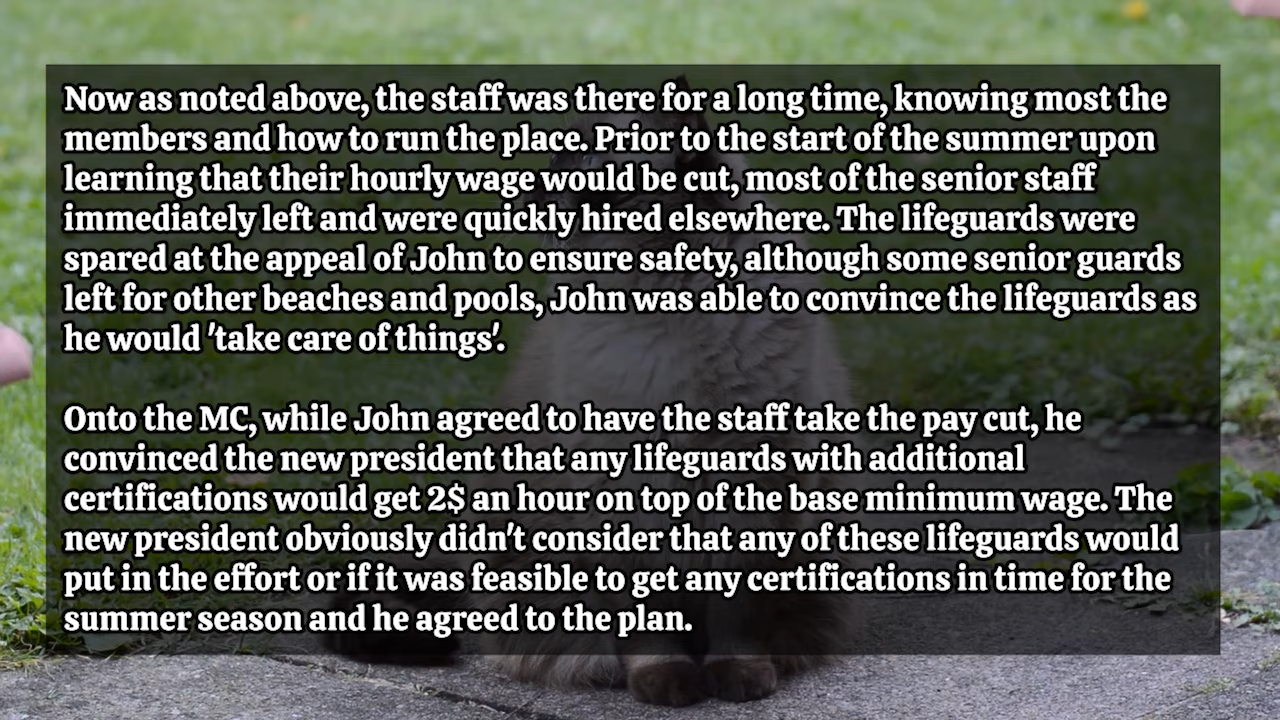 Now as noted above, the staff was there for a long time, knowing most the
members and how to run the place. Prior to the start of the summer upon
learning that their hourly wage would be cut, most of the senior staff
immediately left and were quickly hired elsewhere. The lifeguards were
spared at the appeal of John to ensure safety, although some senior guards
left for other beaches and pools, John was able to convince the lifeguards as
he would 'take care of things'.
Onto the MC, while John agreed to have the staff take the pay cut, he
convinced the new president that any lifeguards with additional
certifications would get 2$ an hour on top of the base minimum wage. The
new president obviously didn't consider that any of these lifeguards would
put in the effort or if it was feasible to get any certifications in time for the
summer season and he agreed to the plan.